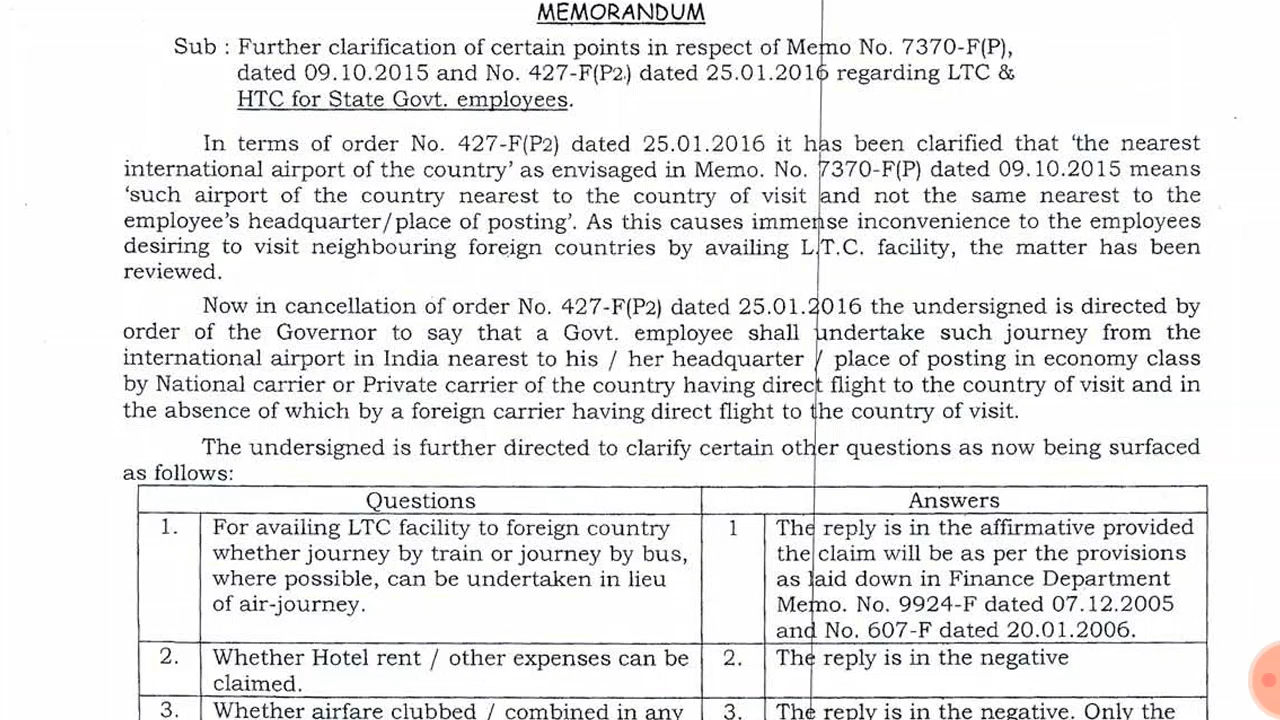 MEMORANDUM
Sub : Further clarification of certain points in respect of Memo No. 7370-F(P),
dated 09.10.2015 and No. 427-F(P2.) dated 25.01.2016 regarding LTC &
HTC for State Govt. employees.
In terms of order No. 427-F(P2) dated 25.01.2016 it has been clarified that 'the nearest
international airport of the country' as envisaged in Memo. No. 7370-F(P) dated 09.10.2015 means
'such airport of the country nearest to the country of visit and not the same nearest to the
employee's headquarter/place of posting'. As this causes immense inconvenience to the employees
desiring to visit neighbouring foreign countries by availing L.T.C. facility, the matter has been
reviewed.
Now in cancellation of order No. 427-F(P2) dated 25.01.2016 the undersigned is directed by
order of the Governor to say that a Govt. employee shall undertake such journey from the
international airport in India nearest to his / her headquarter / place of posting in economy class
by National carrier or Private carrier of the country having direct flight to the country of visit and in
the absence of which by a foreign carrier having direct flight to the country of visit.
The undersigned is further directed to clarify certain other questions as now being surfaced
as follows:
Questions Answers
1. For availing LTC facility to foreign country
whether journey by train or journey by bus,
where possible, can be undertaken in lieu
of air-journey.
1 The reply is in the affirmative provided
the claim will be as per the provisions
as laid down in Finance Department
Memo. No. 9924-F dated 07.12.2005
and No. 607-F dated 20.01.2006.
2. Whether Hotel rent / other expenses can be
claimed.
2. The reply is in the negative
3. Whether airfare clubbed / combined in any
3. The reply is in the negative. Only the